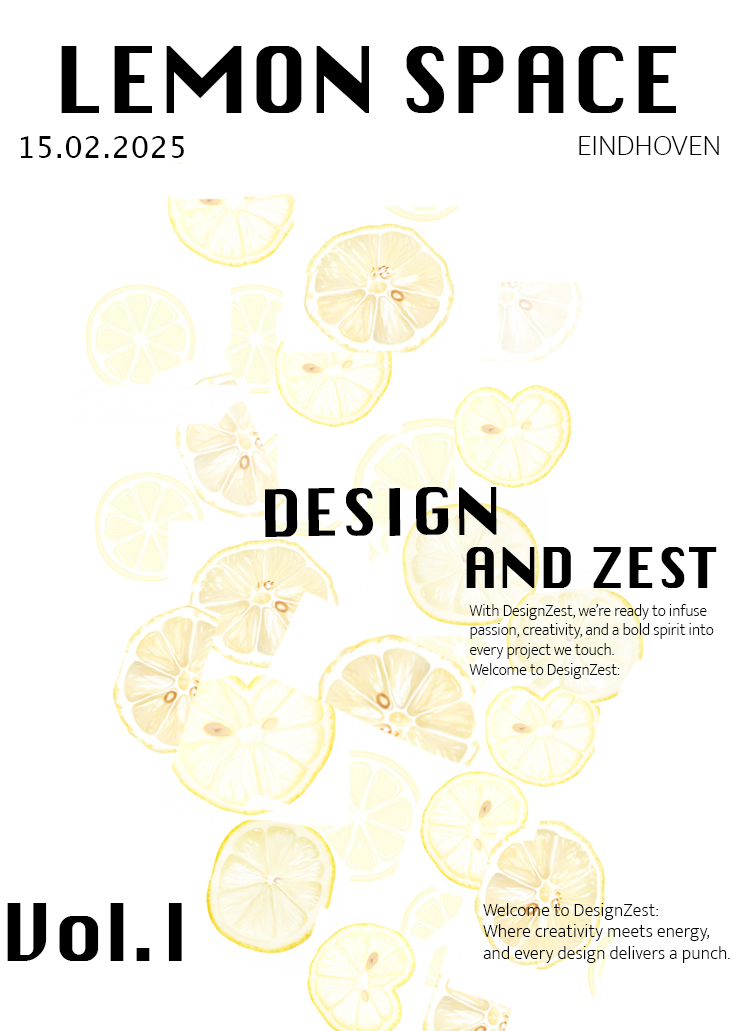 LEMON SPACE
15.02.2025
EINDHOVEN
DESIGN
AND ZEST
With DesignZest, we’re ready to infuse
passion, creativity, and a bold spirit into
every project we touch.
Welcome to DesignZest:
Vol.1
Welcome to DesignZest:
Where creativity meets energy,
and every design delivers a punch.